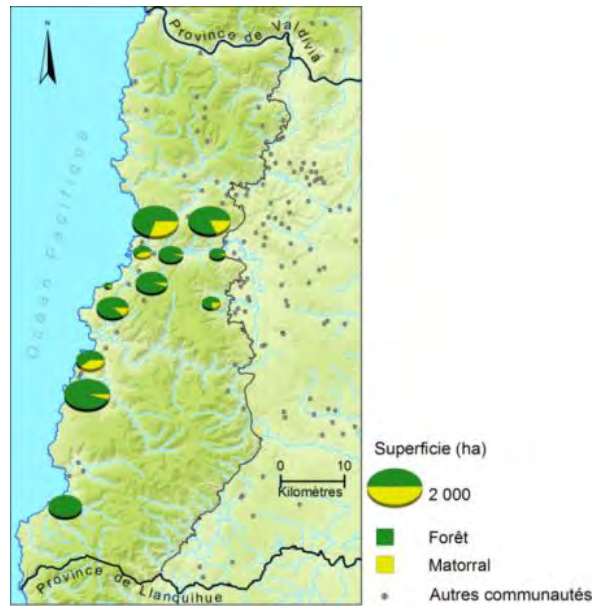 N
Province de Valdivia
Océan Pacifique
0 10
Kilomètres
Province de Llanquihue
Superficie (ha)
2 000
Forêt
Matorral
Autres communautés